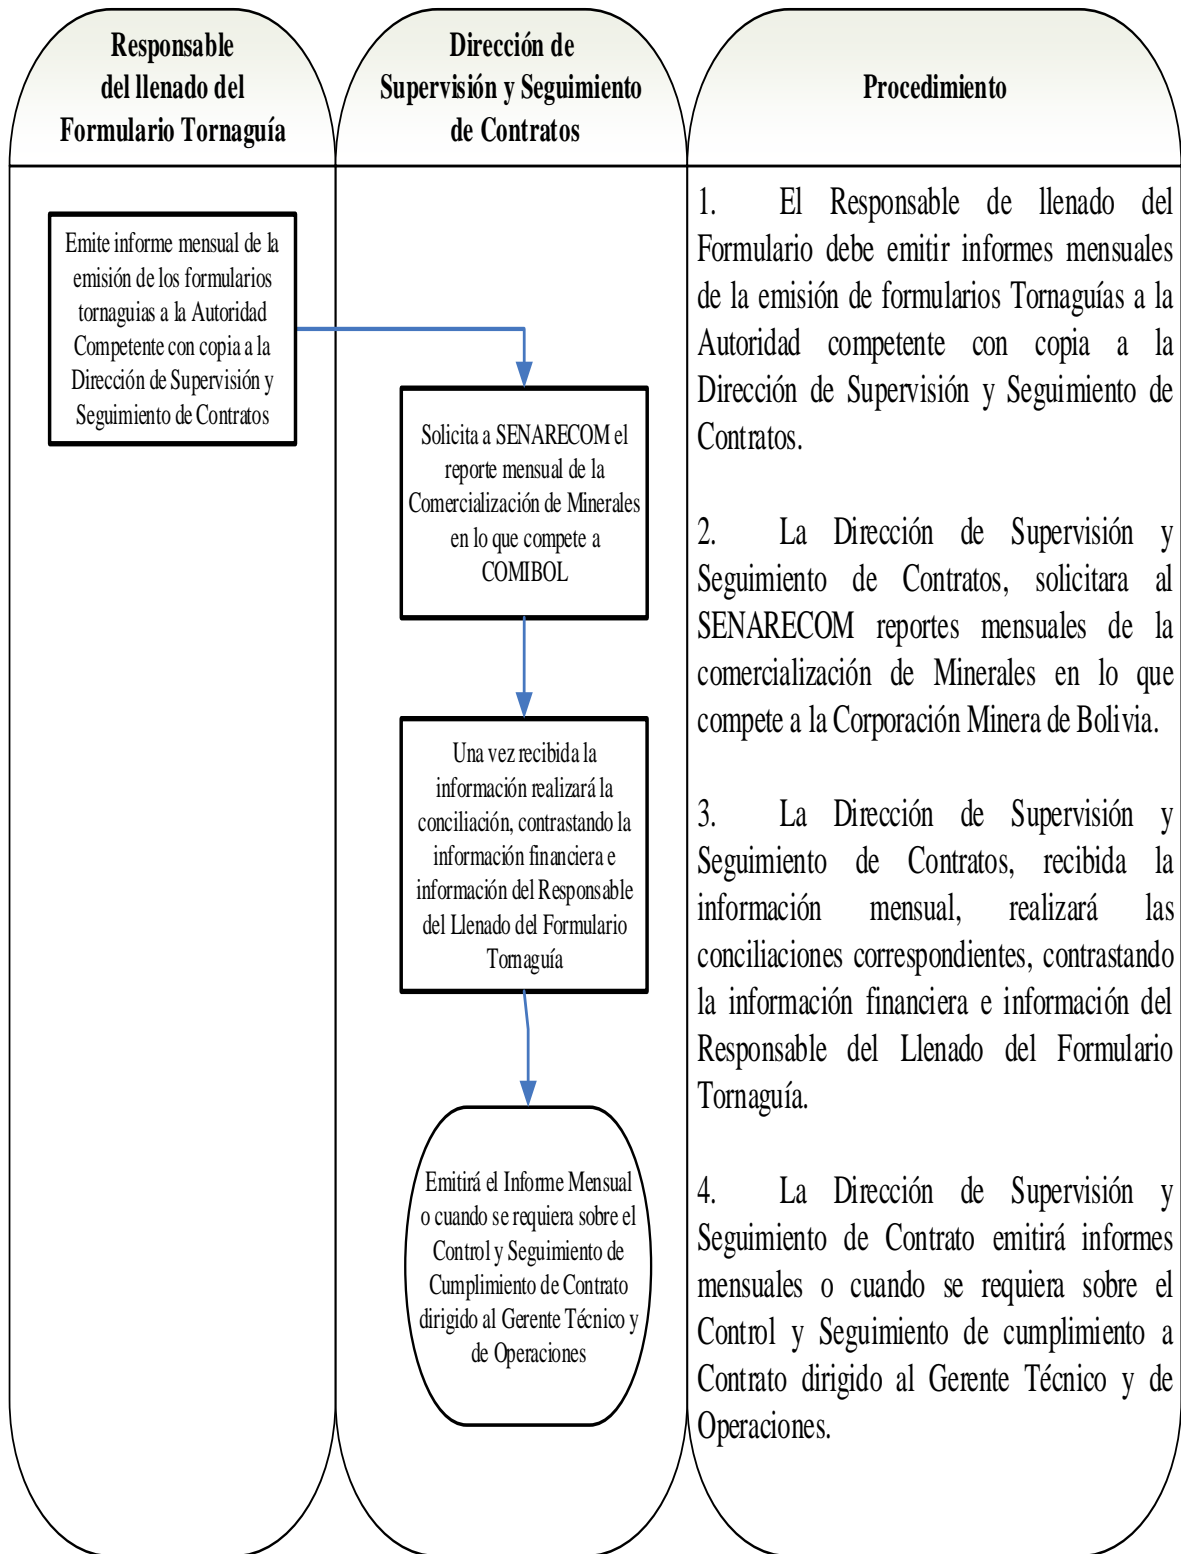 Responsable
del llenado del
Formulario Tornaguía
Dirección de
Supervisión y Seguimiento
de Contratos
Procedimiento
Emite informe mensual de la
emisión de los formularios
tornaguias a la Autoridad
Competente con copia a la
Dirección de Supervisión y
Seguimiento de Contratos
Solicita a SENARECOM el
reporte mensual de la
Comercialización de Minerales
en lo que compete a
COMIBOL
Una vez recibida la
información realizará la
conciliación, contrastando la
información financiera e
información del Responsable
del Llenado del Formulario
Tornaguía
Emitirá el Informe Mensual
o cuando se requiera sobre el
Control y Seguimiento de
Cumplimiento de Contrato
dirigido al Gerente Técnico y
de Operaciones
1. El Responsable de llenado del
Formulario debe emitir informes mensuales
de la emisión de formularios Tornaguías a la
Autoridad competente con copia a la
Dirección de Supervisión y Seguimiento de
Contratos.
2. La Dirección de Supervisión y
Seguimiento de Contratos, solicitara al
SENARECOM reportes mensuales de la
comercialización de Minerales en lo que
compete a la Corporación Minera de Bolivia.
3. La Dirección de Supervisión y
Seguimiento de Contratos, recibida la
información mensual, realizará las
conciliaciones correspondientes, contrastando
la información financiera e información del
Responsable del Llenado del Formulario
Tornaguía.
4. La Dirección de Supervisión y
Seguimiento de Contrato emitirá informes
mensuales o cuando se requiera sobre el
Control y Seguimiento de cumplimiento a
Contrato dirigido al Gerente Técnico y de
Operaciones.